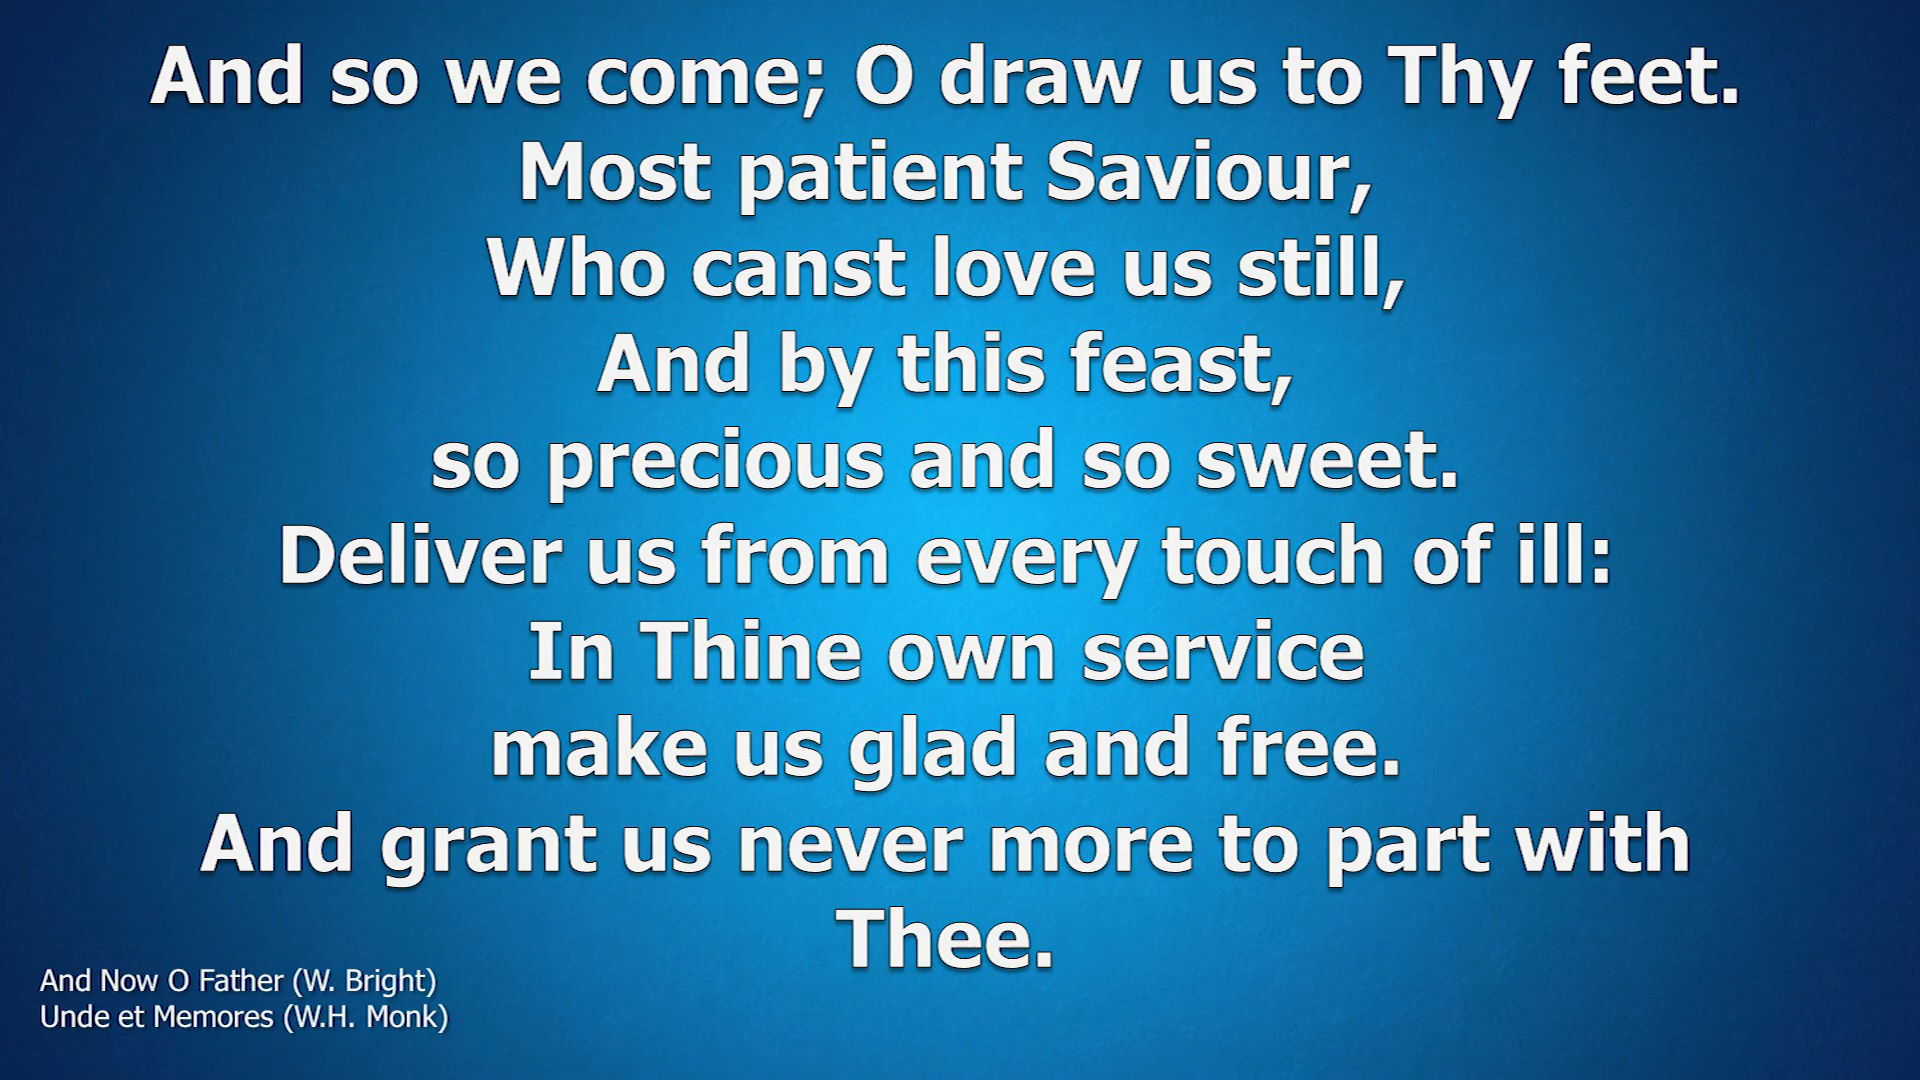 And so we come; O draw us to Thy feet.
Most patient Saviour,
Who canst love us still,
And by this feast,
so precious and so sweet.
Deliver us from every touch of ill:
In Thine own service
make us glad and free.
And grant us never more to part with
Thee.
And Now O Father (W. Bright)
Unde et Memores (W.H. Monk)